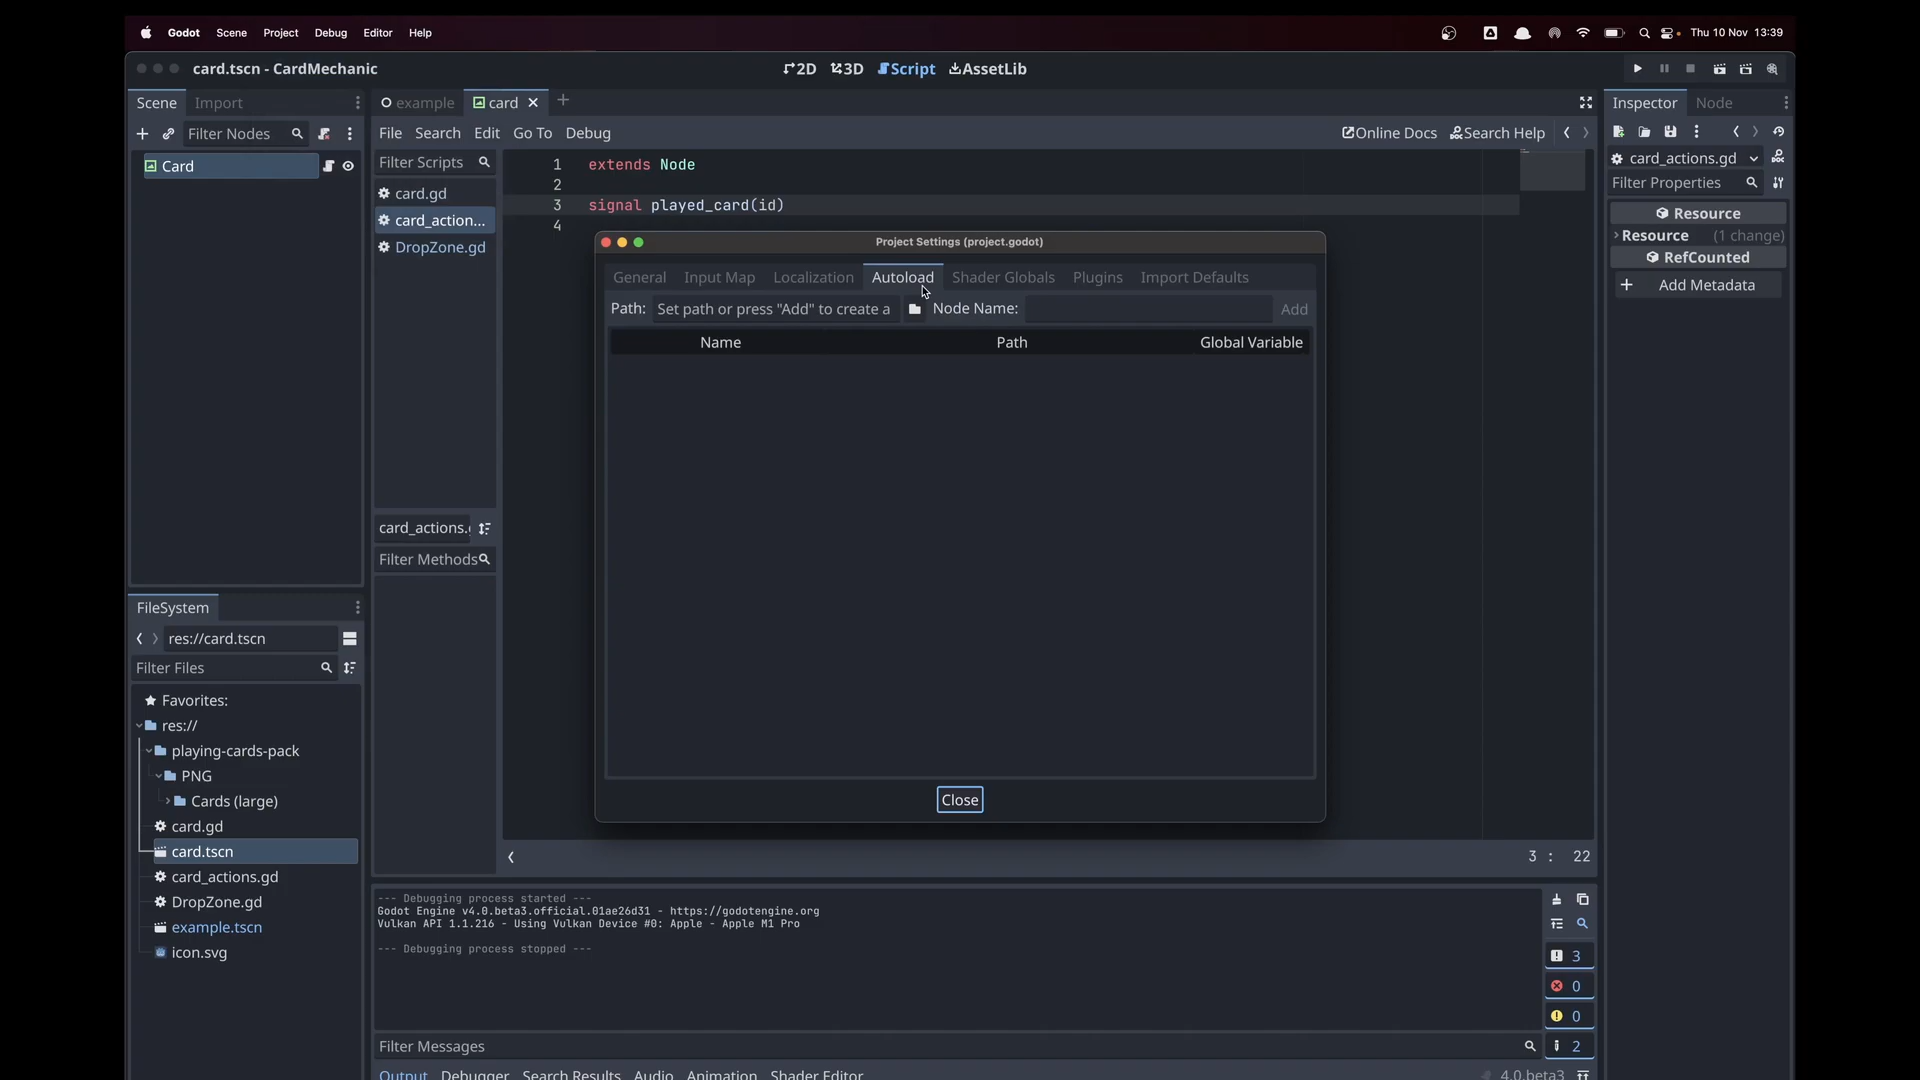 Godot Scene Project Debug Editor Help Thu 10 Nov 13:39
card.tscn - CardMechanic
2D 3D Script AssetLib
Scene Import
example card
Inspector Node
Filter Nodes
File Search Edit Go To Debug
Online Docs Search Help
Card
Filter Scripts
card.gd
card_action...
DropZone.gd
card_actions.
Filter Methods
1 extends Node
2
3 signal played_card(id)
4
card_actions.gd
Filter Properties
Resource
Resource (1 change)
RefCounted
Add Metadata
Project Settings (project.godot)
General Input Map Localization Autoload Shader Globals Plugins Import Defaults
Path: Set path or press "Add" to create a Node Name: Add
Name Path Global Variable
Close
3 : 22
FileSystem
res://card.tscn
Filter Files
Favorites:
res://
playing-cards-pack
PNG
Cards (large)
card.gd
card.tscn
card_actions.gd
DropZone.gd
example.tscn
icon.svg
--- Debugging process started ---
Godot Engine v4.0.beta3.official.01ae26d31 - https://godotengine.org
Vulkan API 1.1.216 - Using Vulkan Device #0: Apple - Apple M1 Pro
--- Debugging process stopped ---
3
0
0
2
Filter Messages
Output Debugger Search Results Audio Animation Shader Editor 4.0.beta3